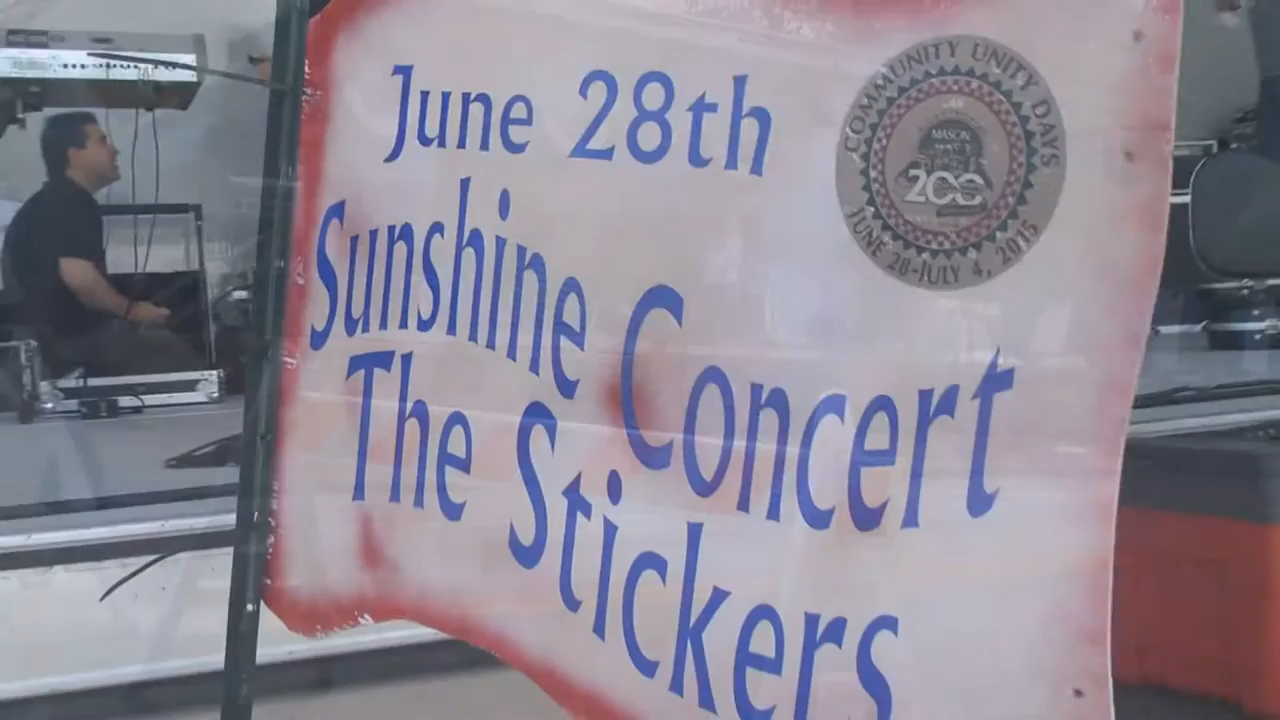 June 28th
COMMUNITY UNITY DAYS
MASON
200
JUNE 28-JULY 4, 2015
Sunshine Concert
The Stickers